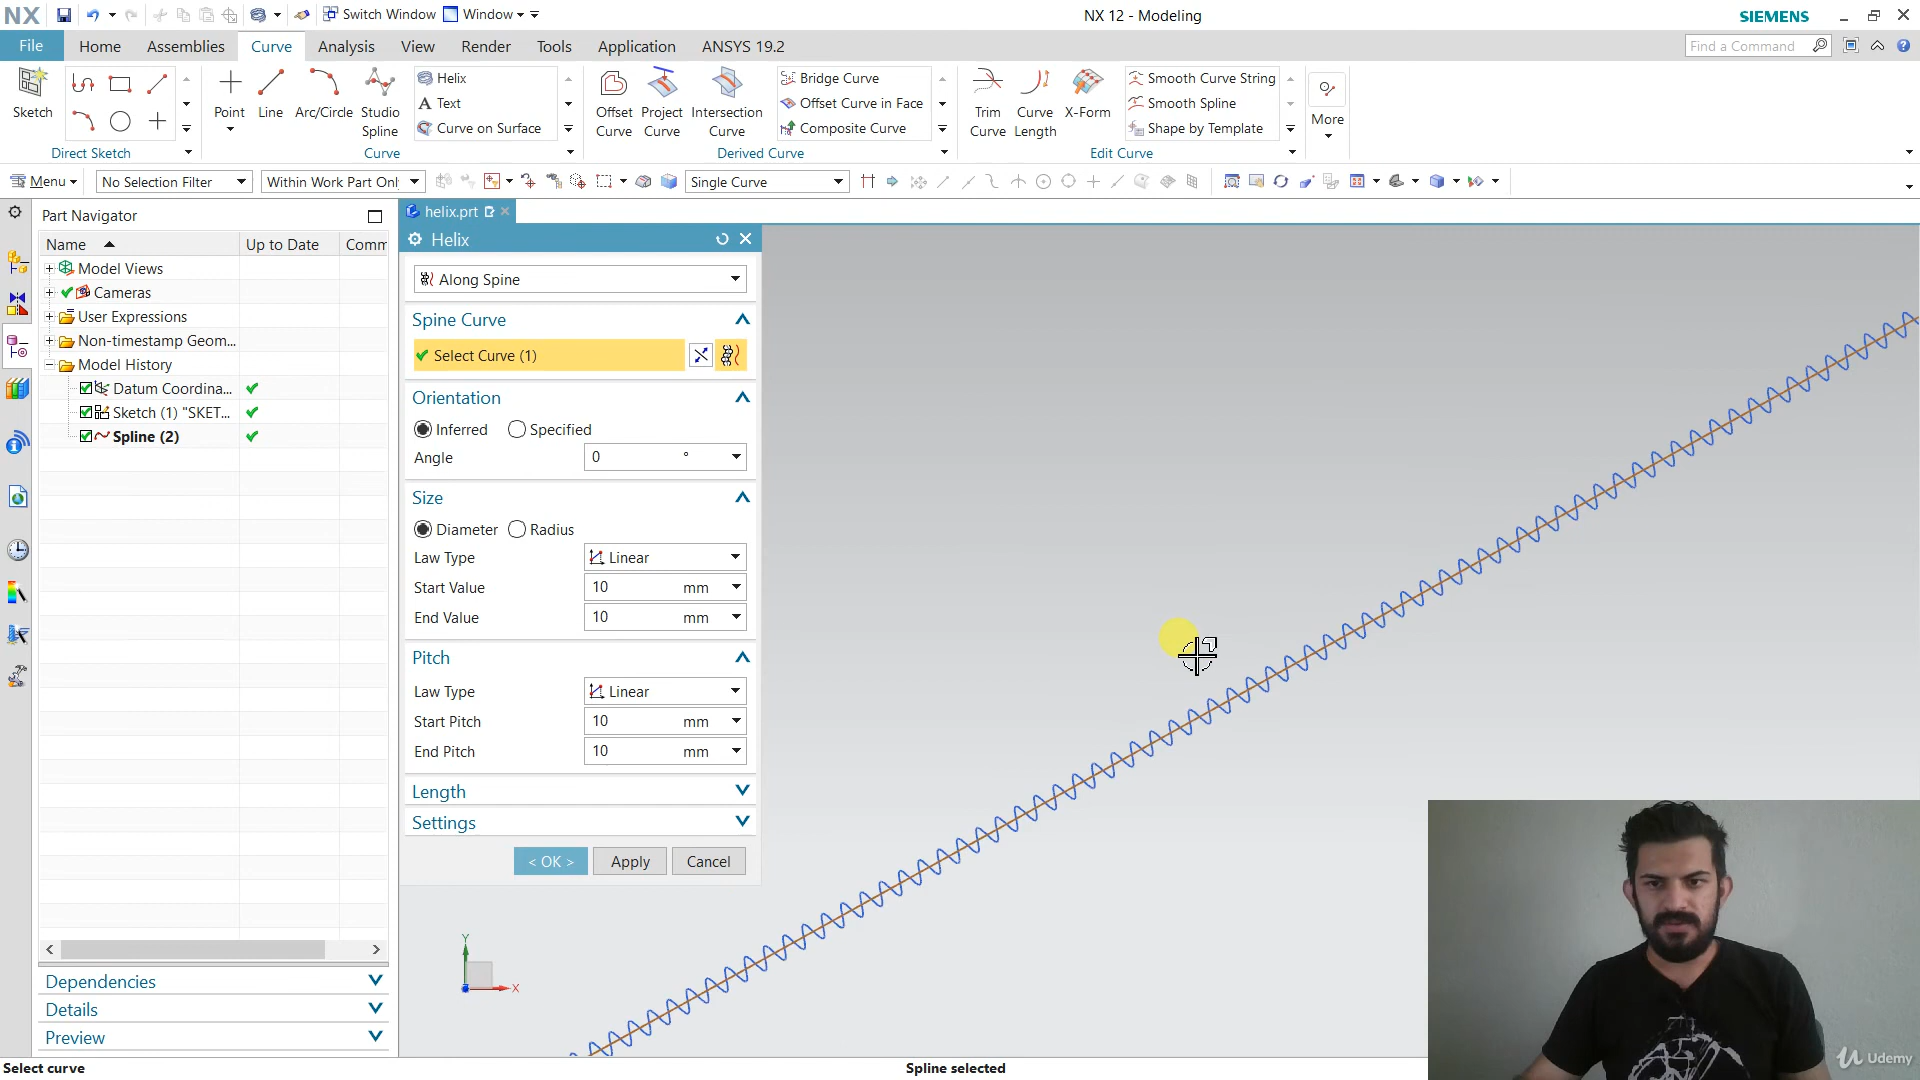 NX Switch Window Window NX 12 - Modeling SIEMENS
File Home Assemblies Curve Analysis View Render Tools Application ANSYS 19.2 Find a Command
Sketch
Direct Sketch
Point Line Arc/Circle Studio Spline
Helix
Text
Curve on Surface
Curve
Offset Curve Project Curve Intersection Curve
Bridge Curve
Offset Curve in Face
Composite Curve
Derived Curve
Trim Curve Curve Length X-Form
Smooth Curve String
Smooth Spline
Shape by Template
Edit Curve
More
Menu No Selection Filter Within Work Part Onl Single Curve
Part Navigator
Name Up to Date Comm
Model Views
Cameras
User Expressions
Non-timestamp Geom...
Model History
Datum Coordina...
Sketch (1) "SKET...
Spline (2)
Dependencies
Details
Preview
helix.prt
Helix
Along Spine
Spine Curve
Select Curve (1)
Orientation
Inferred Specified
Angle 0 °
Size
Diameter Radius
Law Type Linear
Start Value 10 mm
End Value 10 mm
Pitch
Law Type Linear
Start Pitch 10 mm
End Pitch 10 mm
Length
Settings
< OK > Apply Cancel
Y
X
Select curve Spline selected
Udemy